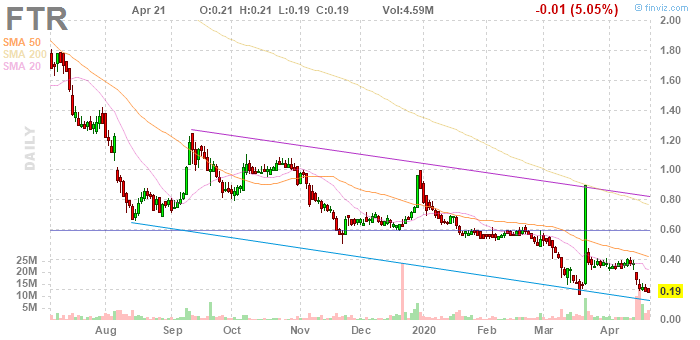 FTR Apr 21 O:0.21 H:0.21 L:0.19 C:0.19 Vol:4.59M -0.01 (5.05%) © finviz.com
SMA 50
SMA 200
SMA 20
DAILY
2.00
1.80
1.60
1.40
1.20
1.00
0.80
0.60
0.40
0.19
0.00
25M
20M
15M
10M
5M
Aug Sep Oct Nov Dec 2020 Feb Mar Apr